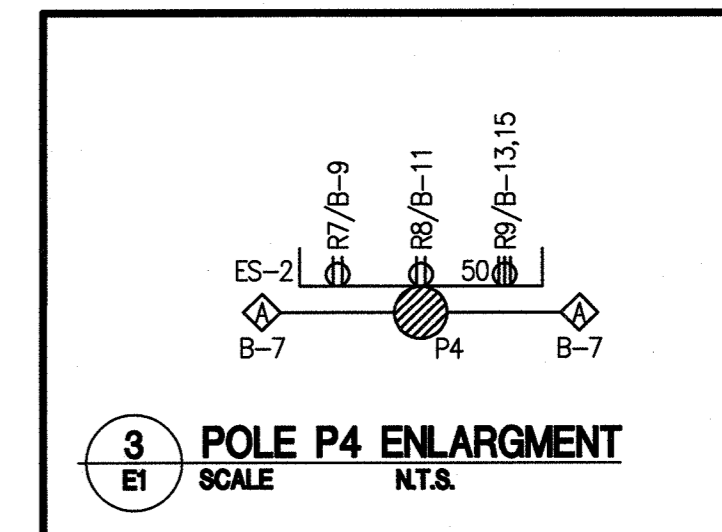 R7/B-9
R8/B-11
R9/B-13,15
ES-2
50
A
A
B-7
P4
B-7
3
POLE P4 ENLARGMENT
E1
SCALE N.T.S.